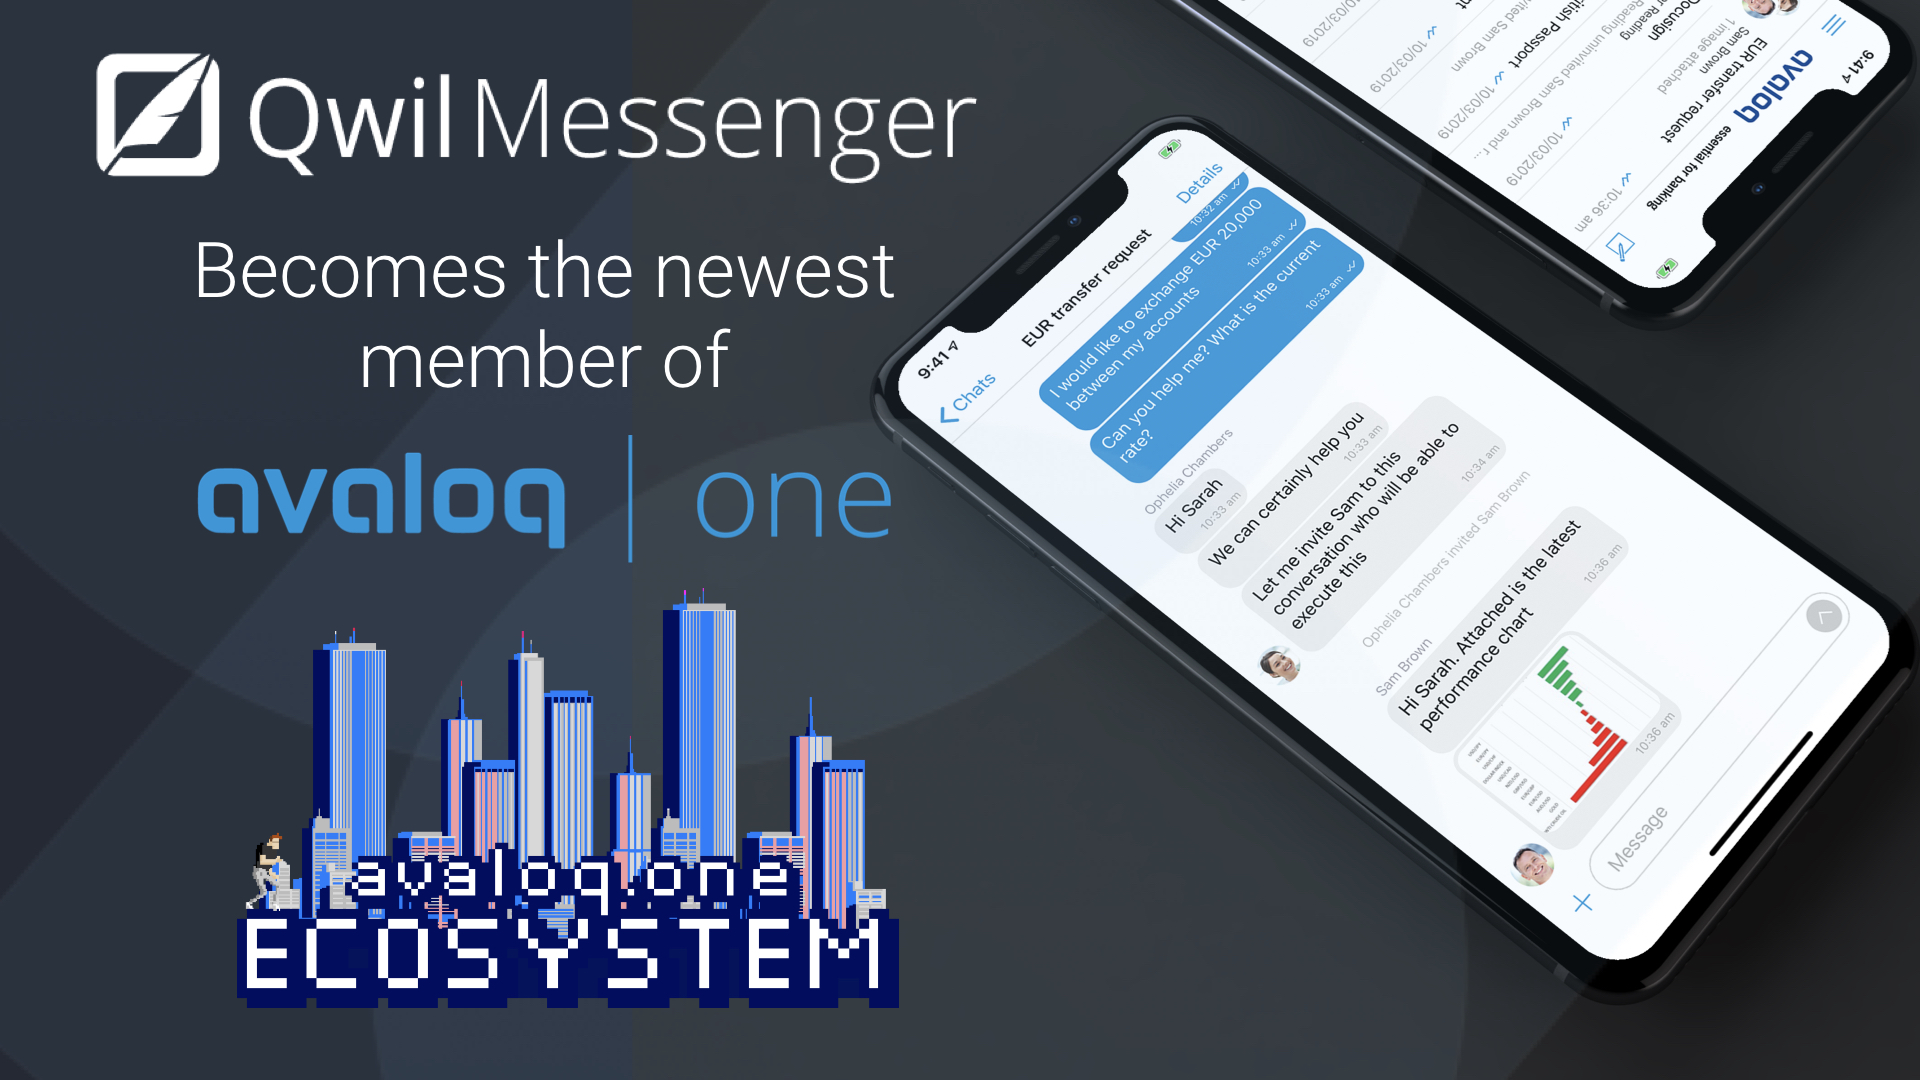 Qwil Messenger
Becomes the newest
member of
avaloq | one
avaloq.one
ECOSYSTEM
9:41
Chats
EUR transfer request
Details
10:32 am
I would like to exchange EUR 20,000
between my accounts
10:33 am
Can you help me? What is the current
rate?
10:33 am
Ophelia Chambers
Hi Sarah
10:33 am
We can certainly help you
10:33 am
Let me invite Sam to this
conversation who will be able to
execute this
10:34 am
Ophelia Chambers invited Sam Brown
Sam Brown
Hi Sarah. Attached is the latest
performance chart
10:36 am
10:36 am
Message
9:41
avaloq
essential for banking
EUR transfer request
10:36 am
Sam Brown
1 image attached
Docusign
10/03/2019
Sam Brown and r...
10/03/2019
10/03/2019
10/03/2019